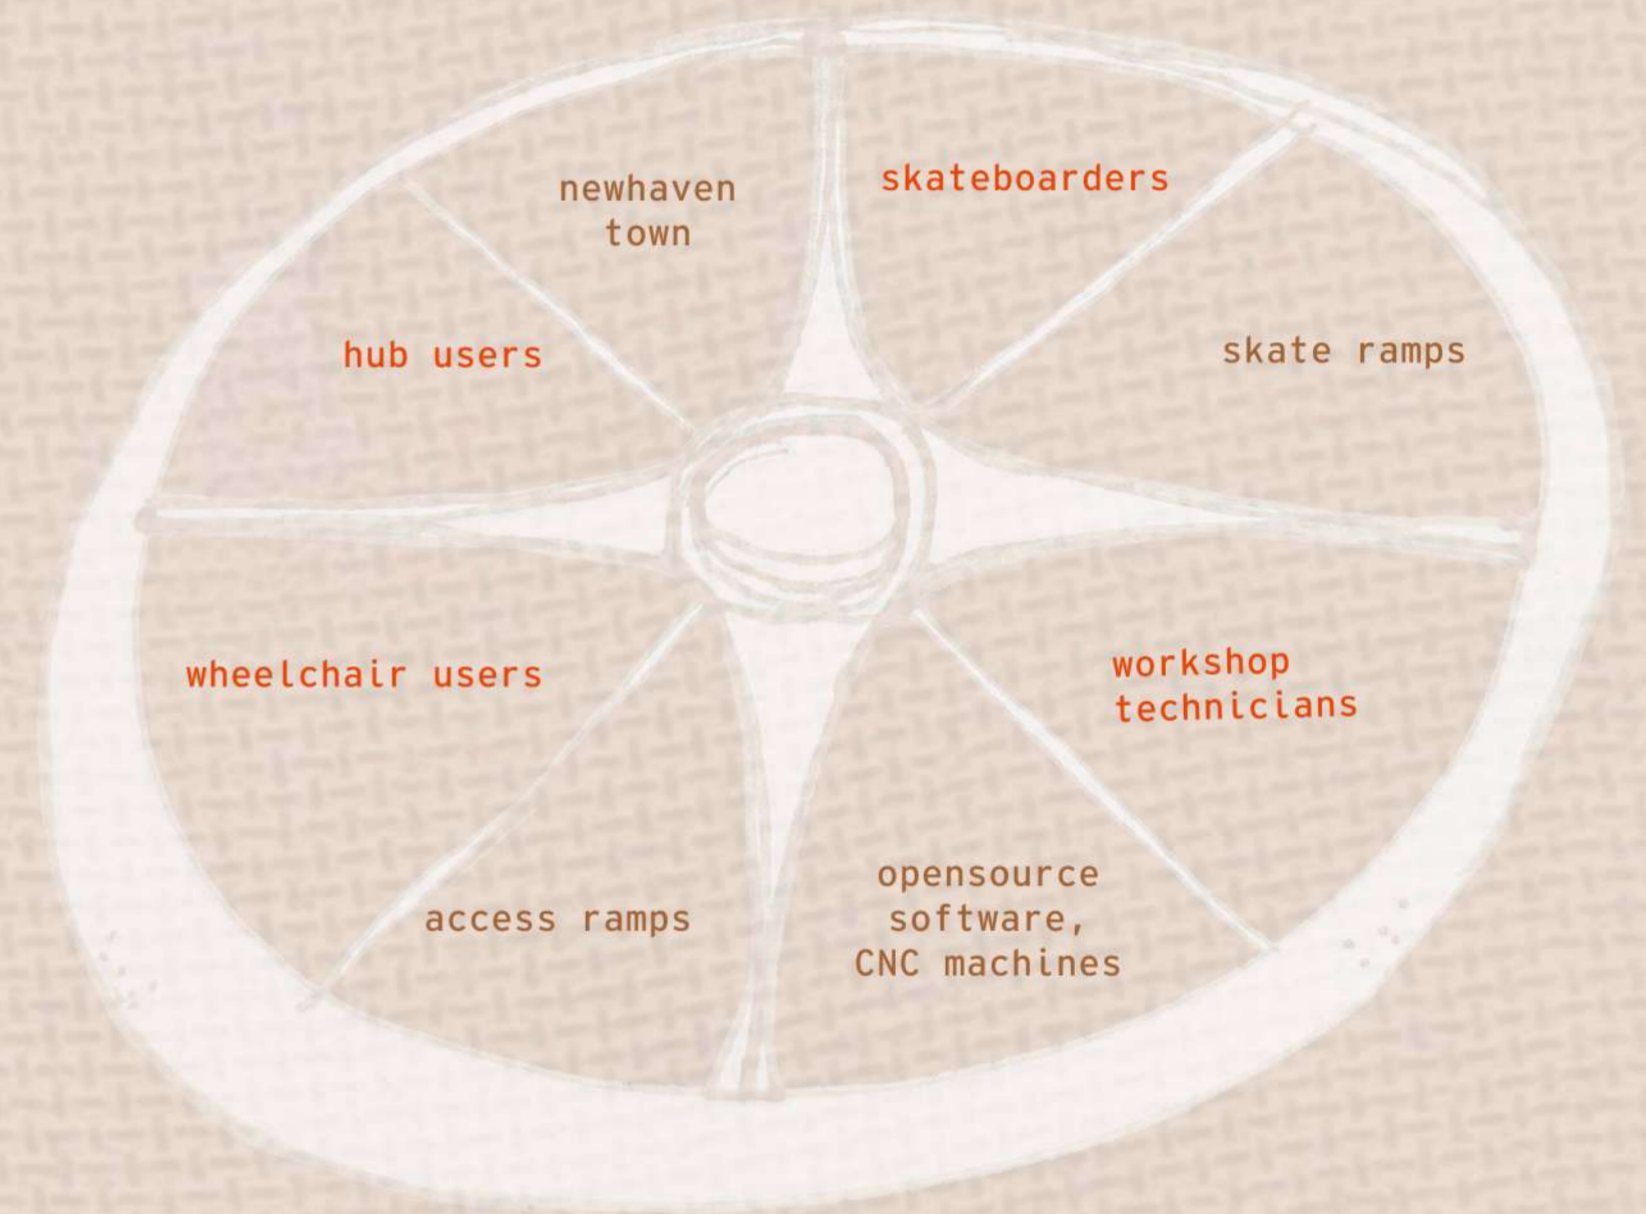 newhaven
town
skateboarders
hub users
skate ramps
wheelchair users
workshop
technicians
access ramps
opensource
software,
CNC machines